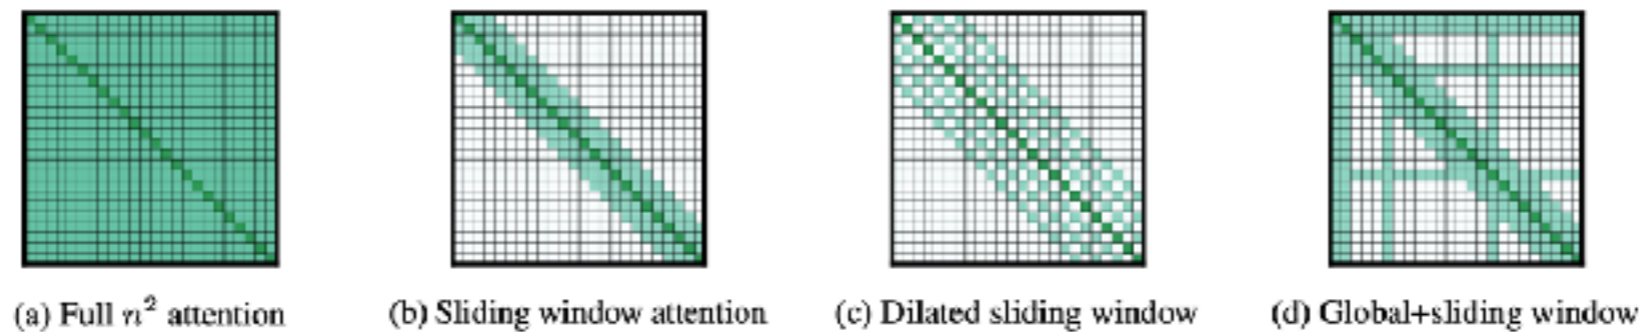 (a) Full n² attention
(b) Sliding window attention
(c) Dilated sliding window
(d) Global+sliding window